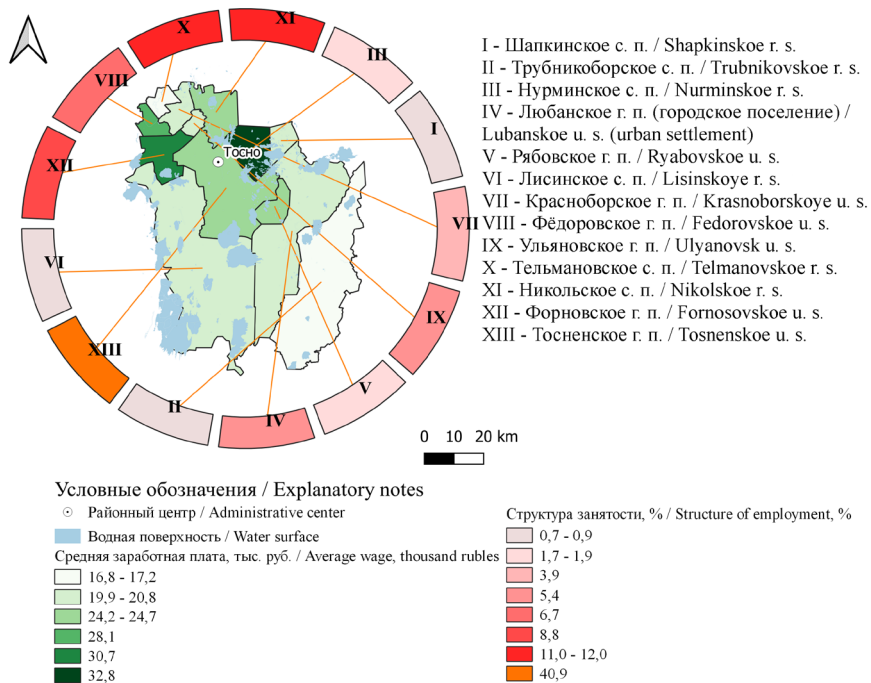 X
XI
III
VIII
I
XII
Тосно
VII
VI
IX
XIII
II
IV
V
I - Шапкинское с. п. / Shapkinskoe r. s.
II - Трубникоборское с. п. / Trubnikovskoe r. s.
III - Нурминское с. п. / Nurminskoe r. s.
IV - Любанское г. п. (городское поселение) /
Lubanskoe u. s. (urban settlement)
V - Рябовское г. п. / Ryabovskoe u. s.
VI - Лисинское с. п. / Lisinskoye r. s.
VII - Красноборское г. п. / Krasnoborskoye u. s.
VIII - Фёдоровское г. п. / Fedorovskoe u. s.
IX - Ульяновское г. п. / Ulyanovsk u. s.
X - Тельмановское с. п. / Telmanovskoe r. s.
XI - Никольское с. п. / Nikolskoe r. s.
XII - Форновское г. п. / Fornosovskoe u. s.
XIII - Тосненское г. п. / Tosnenskoe u. s.
0 10 20 km
Условные обозначения / Explanatory notes
Районный центр / Administrative center
Водная поверхность / Water surface
Средняя заработная плата, тыс. руб. / Average wage, thousand rubles
16,8 - 17,2
19,9 - 20,8
24,2 - 24,7
28,1
30,7
32,8
Структура занятости, % / Structure of employment, %
0,7 - 0,9
1,7 - 1,9
3,9
5,4
6,7
8,8
11,0 - 12,0
40,9